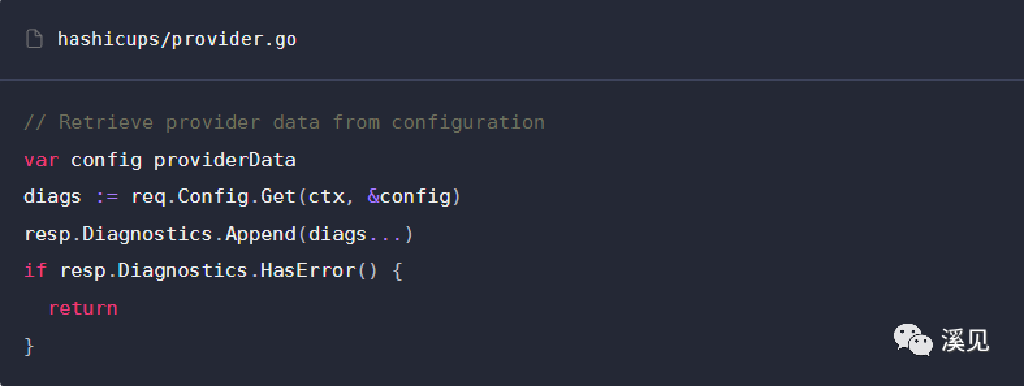 hashicups/provider.go
// Retrieve provider data from configuration
var config providerData
diags := req.Config.Get(ctx, &config)
resp.Diagnostics.Append(diags...)
if resp.Diagnostics.HasError() {
  return
}
溪见